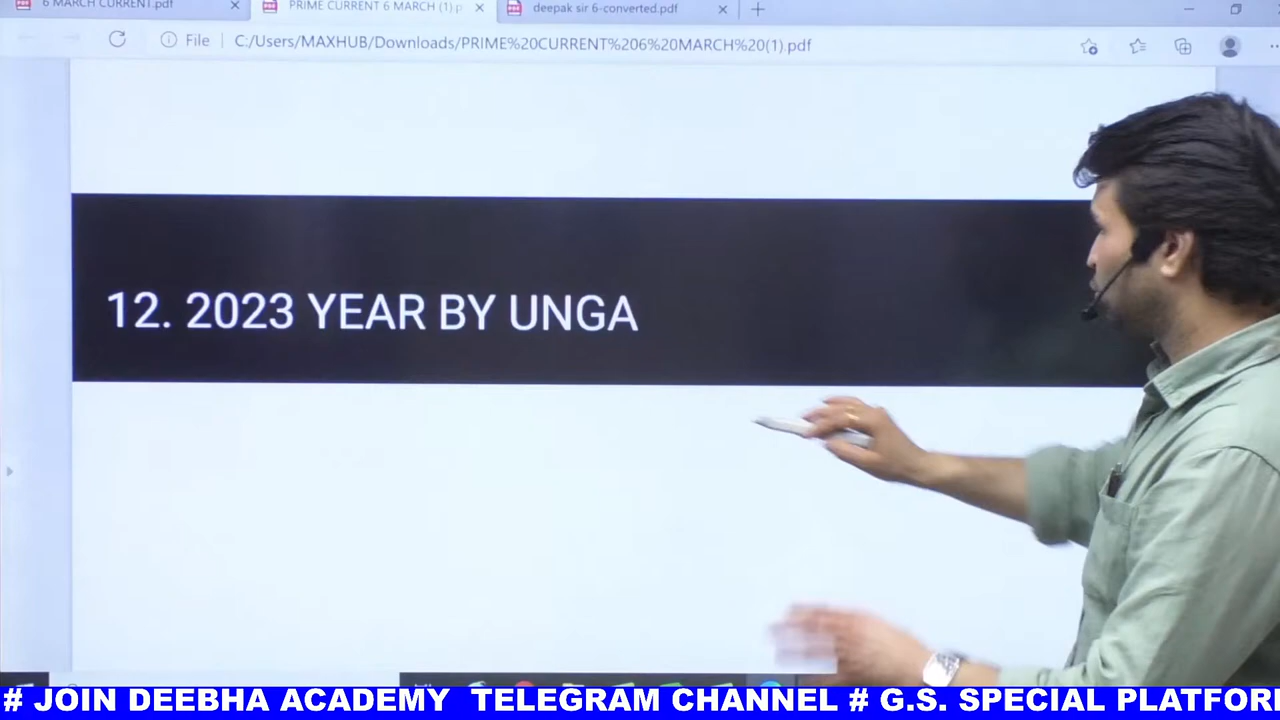 6 MARCH CURRENT.pdf
PRIME CURRENT 6 MARCH (1).p
deepak sir 6-converted.pdf
File
C:/Users/MAXHUB/Downloads/PRIME%20CURRENT%206%20MARCH%20(1).pdf
12. 2023 YEAR BY UNGA
# JOIN DEEBHA ACADEMY TELEGRAM CHANNEL # G.S. SPECIAL PLATFOR